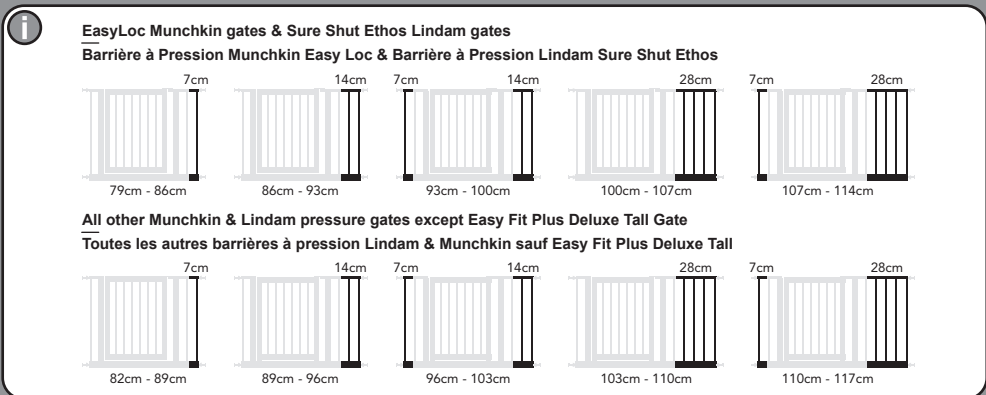 i
EasyLoc Munchkin gates & Sure Shut Ethos Lindam gates
Barrière à Pression Munchkin Easy Loc & Barrière à Pression Lindam Sure Shut Ethos
7cm 14cm 7cm 14cm 28cm 7cm 28cm
79cm - 86cm 86cm - 93cm 93cm - 100cm 100cm - 107cm 107cm - 114cm
All other Munchkin & Lindam pressure gates except Easy Fit Plus Deluxe Tall Gate
Toutes les autres barrières à pression Lindam & Munchkin sauf Easy Fit Plus Deluxe Tall
7cm 14cm 7cm 14cm 28cm 7cm 28cm
82cm - 89cm 89cm - 96cm 96cm - 103cm 103cm - 110cm 110cm - 117cm